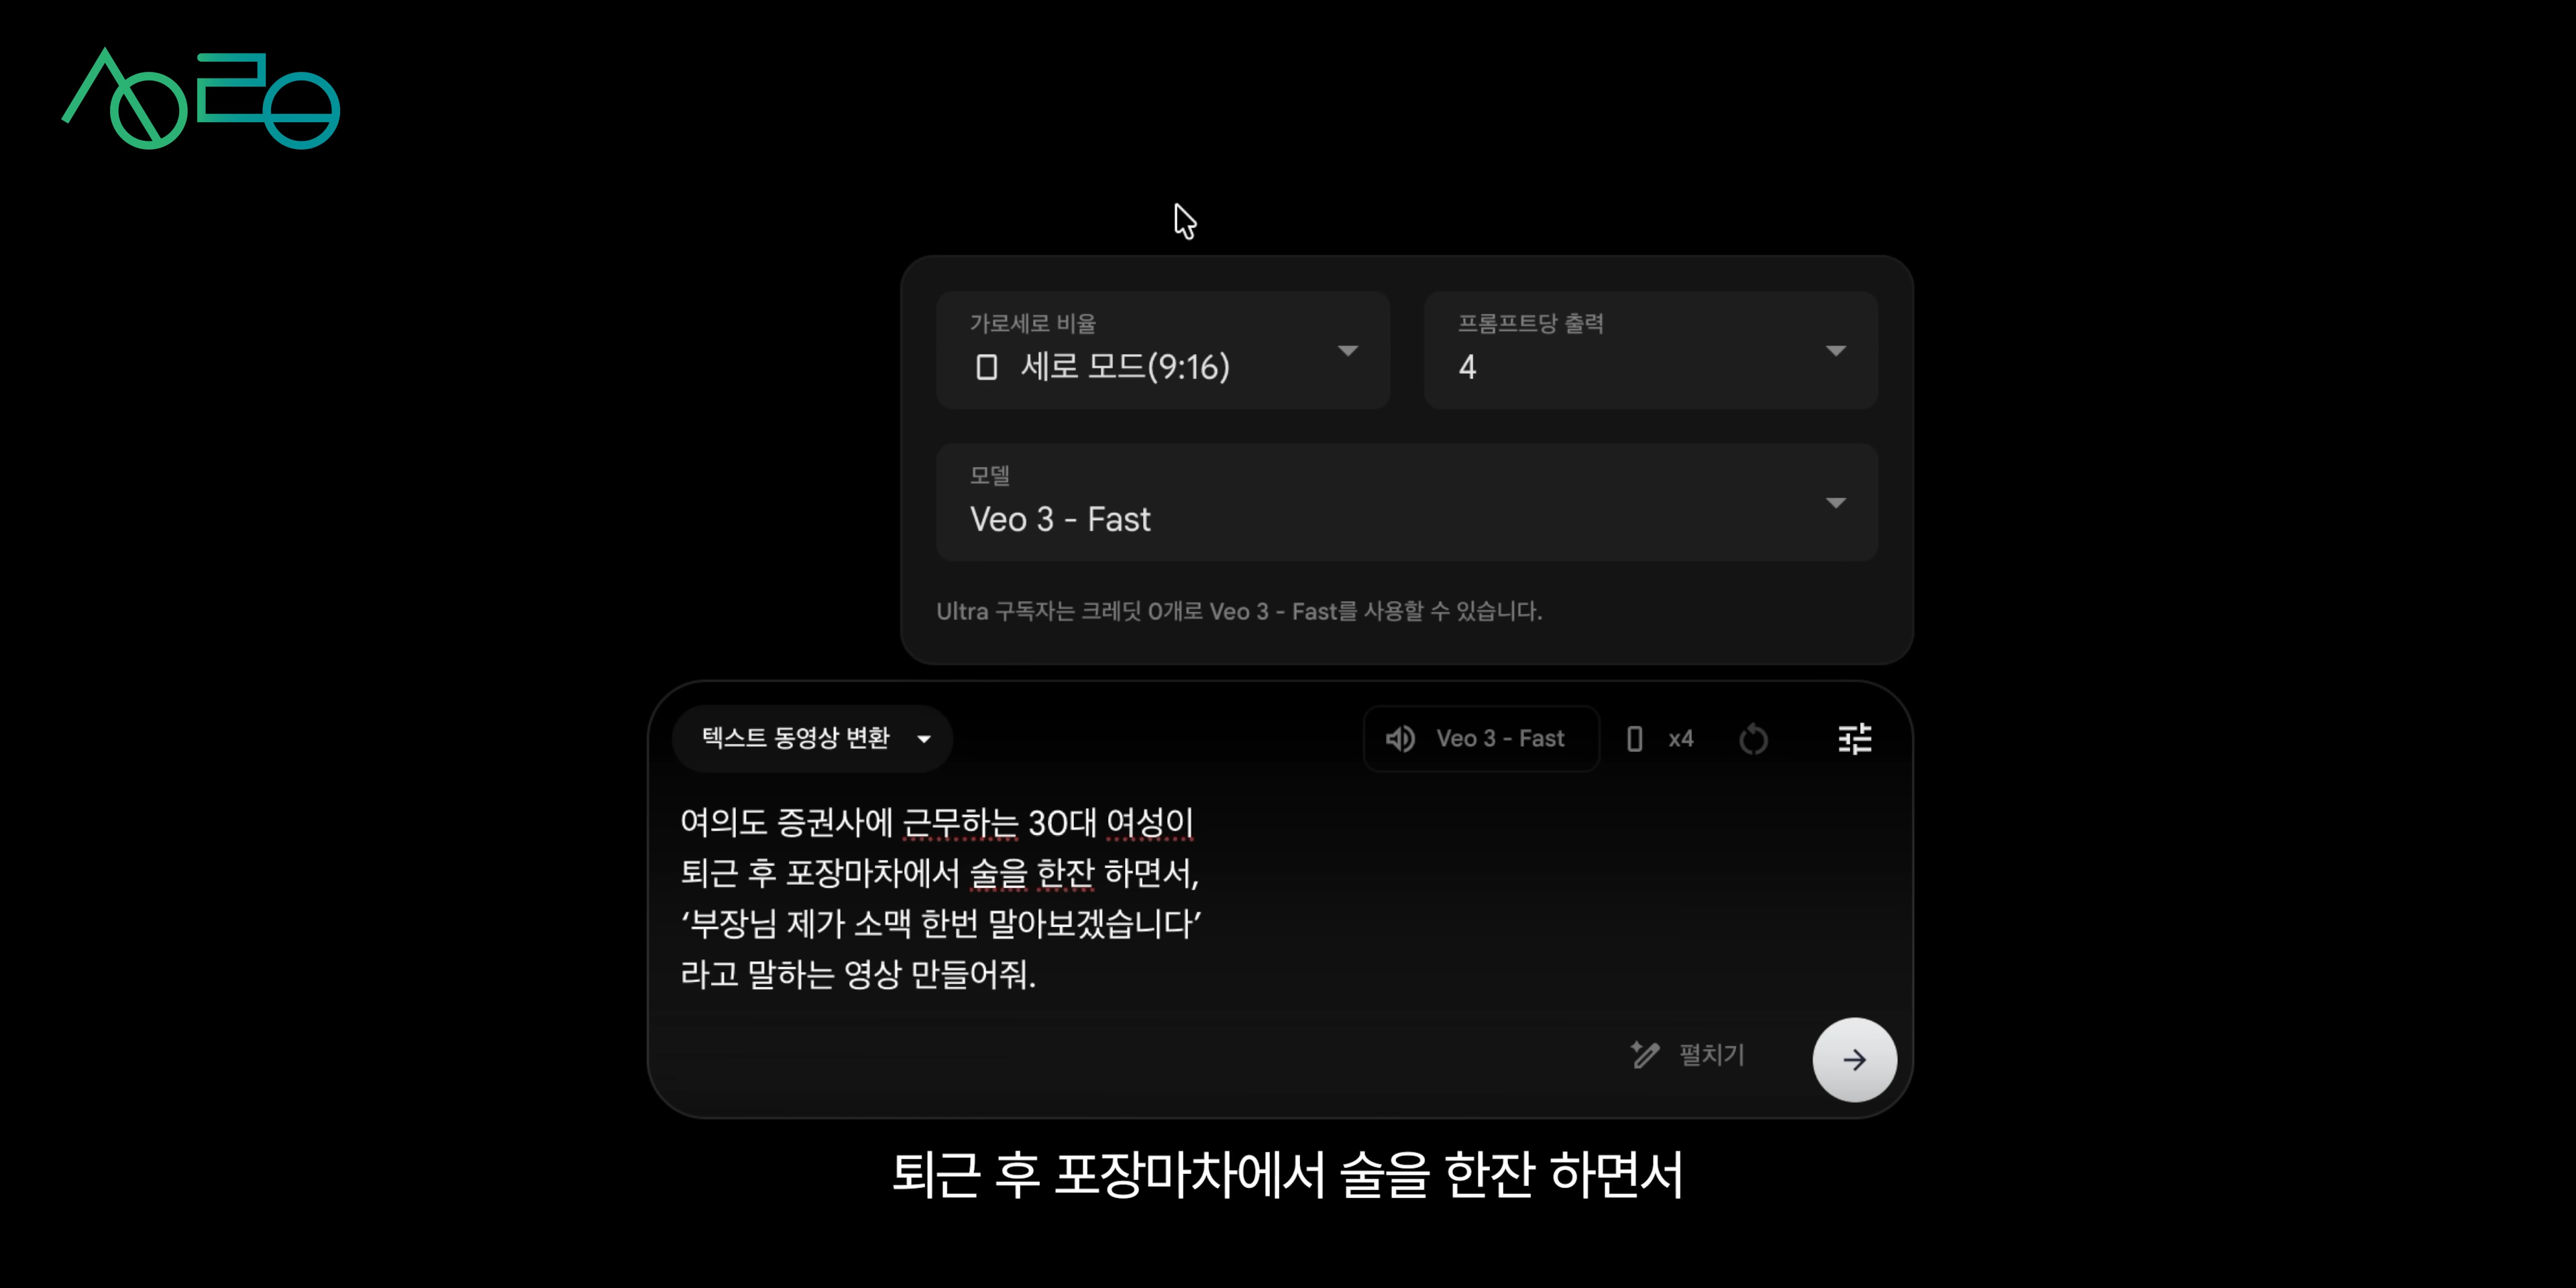 가로세로 비율
세로 모드(9:16)
프롬프트당 출력
4
모델
Veo 3 - Fast
Ultra 구독자는 크레딧 0개로 Veo 3 - Fast를 사용할 수 있습니다.
텍스트 동영상 변환
Veo 3 - Fast
x4
여의도 증권사에 근무하는 30대 여성이
퇴근 후 포장마차에서 술을 한잔 하면서,
‘부장님 제가 소맥 한번 말아보겠습니다’
라고 말하는 영상 만들어줘.
펼치기
퇴근 후 포장마차에서 술을 한잔 하면서